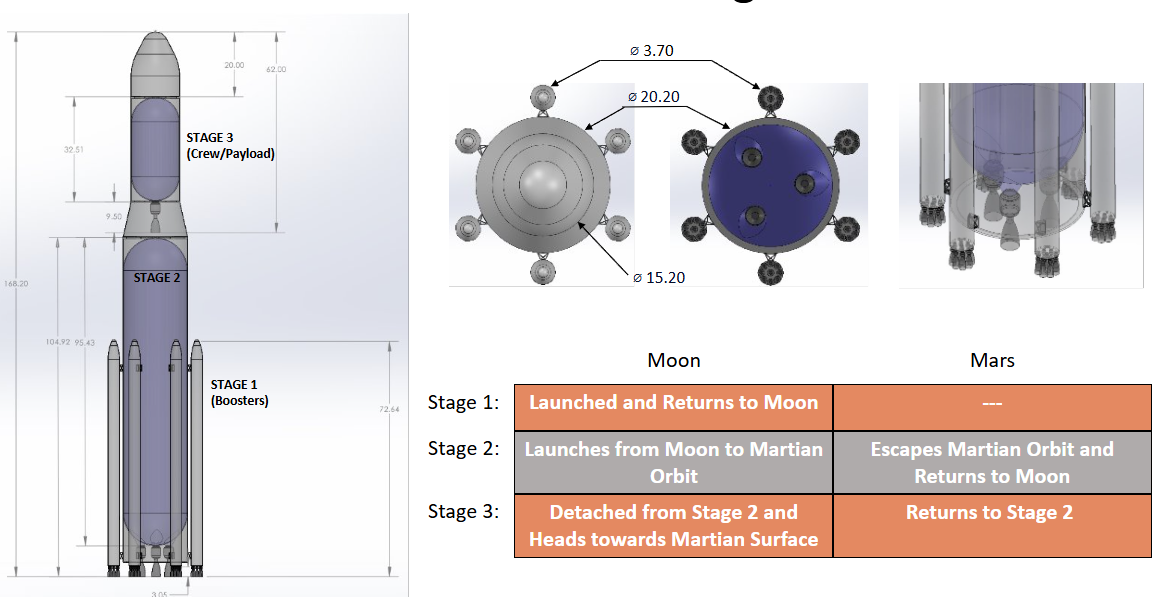 20.00
62.00
STAGE 3
(Crew/Payload)
32.51
9.50
STAGE 2
168.20
104.92
95.43
STAGE 1
(Boosters)
72.64
3.05
⌀ 3.70
⌀ 20.20
⌀ 15.20
Moon
Mars
Stage 1:
Launched and Returns to Moon
---
Stage 2:
Launches from Moon to Martian
Orbit
Escapes Martian Orbit and
Returns to Moon
Stage 3:
Detached from Stage 2 and
Heads towards Martian Surface
Returns to Stage 2